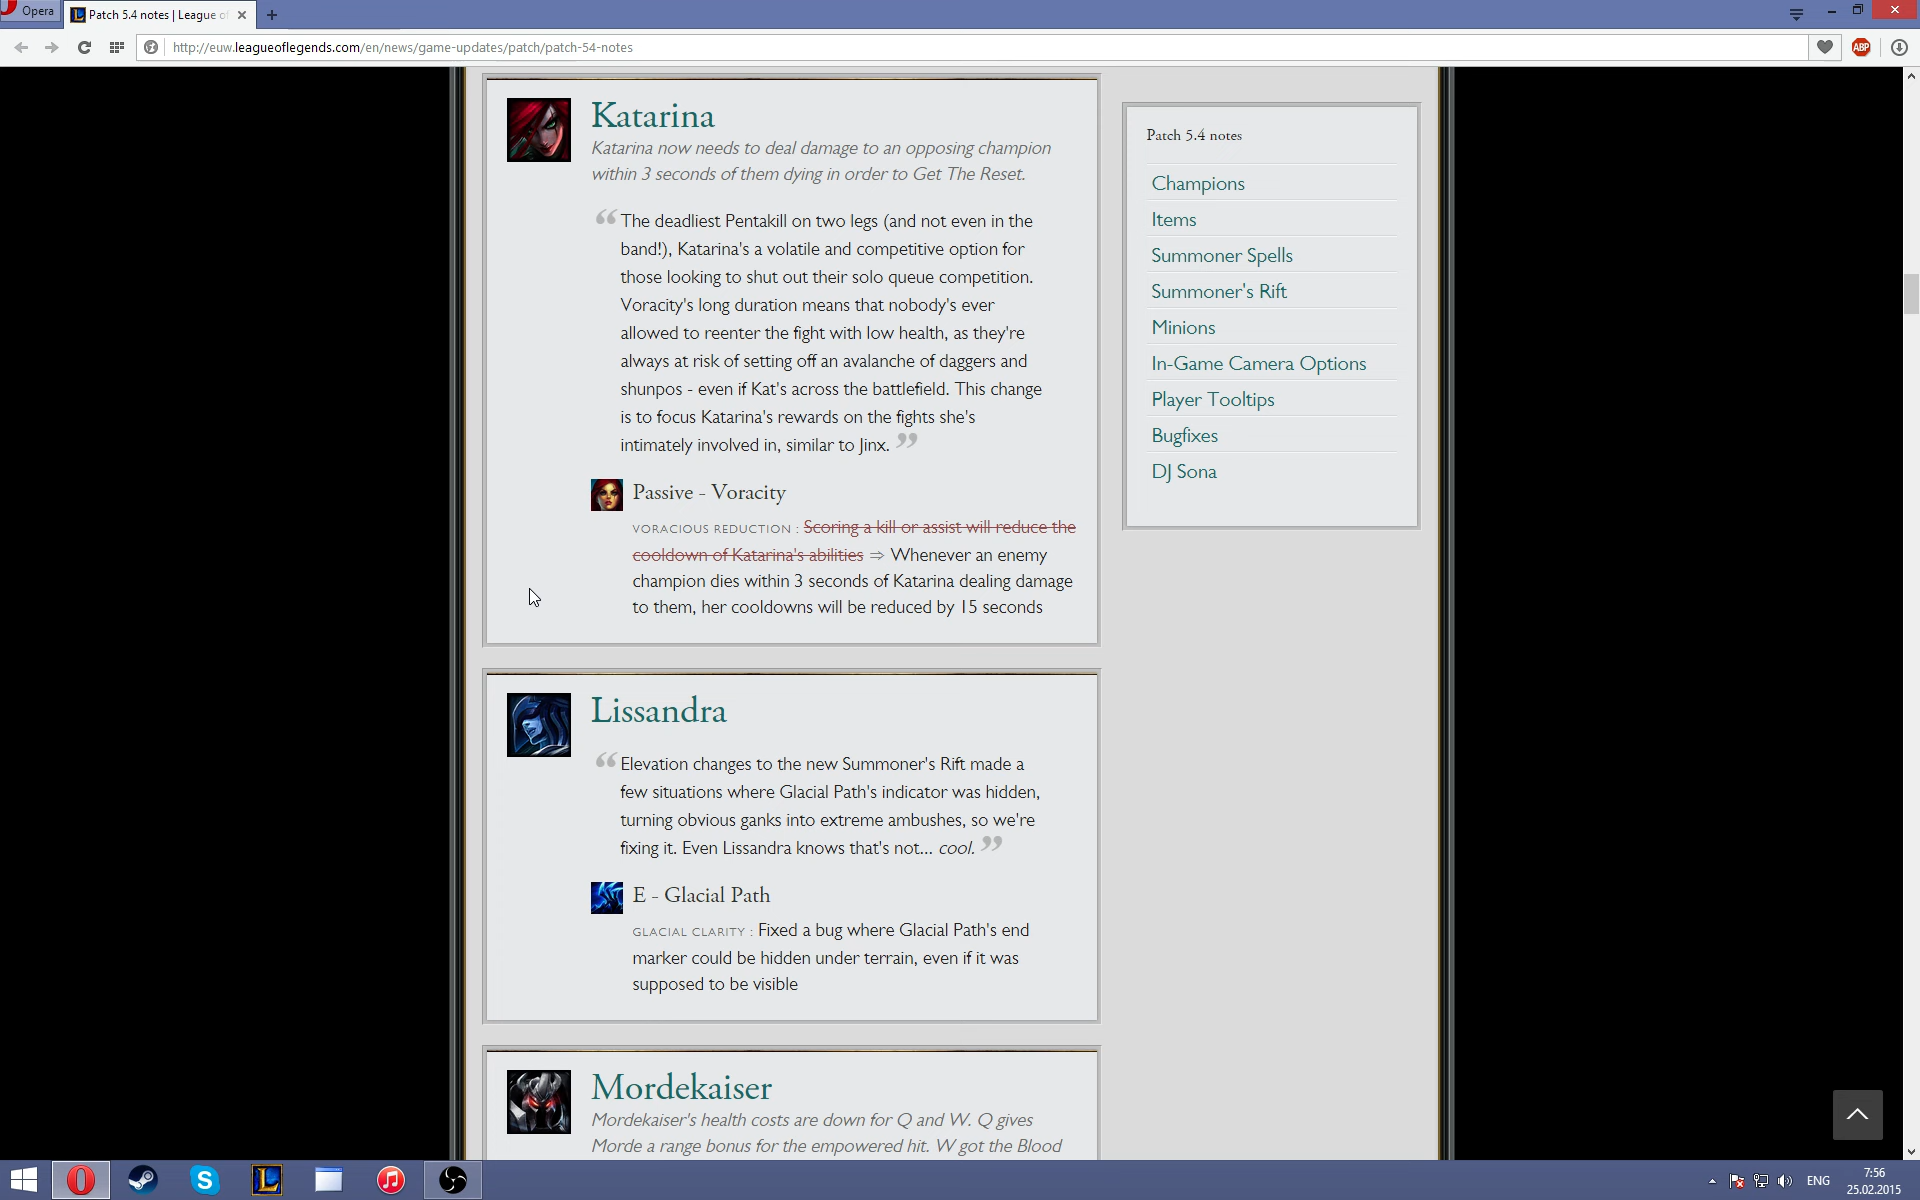 Opera
Patch 5.4 notes | League of
http://euw.leagueoflegends.com/en/news/game-updates/patch/patch-54-notes
ABP
Katarina
Katarina now needs to deal damage to an opposing champion
within 3 seconds of them dying in order to Get The Reset.
“ The deadliest Pentakill on two legs (and not even in the
band!), Katarina's a volatile and competitive option for
those looking to shut out their solo queue competition.
Voracity's long duration means that nobody's ever
allowed to reenter the fight with low health, as they're
always at risk of setting off an avalanche of daggers and
shunpos - even if Kat's across the battlefield. This change
is to focus Katarina's rewards on the fights she's
intimately involved in, similar to Jinx. ”
Passive - Voracity
VORACIOUS REDUCTION : Scoring a kill or assist will reduce the
cooldown of Katarina's abilities ⇒ Whenever an enemy
champion dies within 3 seconds of Katarina dealing damage
to them, her cooldowns will be reduced by 15 seconds
Lissandra
“ Elevation changes to the new Summoner's Rift made a
few situations where Glacial Path's indicator was hidden,
turning obvious ganks into extreme ambushes, so we're
fixing it. Even Lissandra knows that's not... cool. ”
E - Glacial Path
GLACIAL CLARITY : Fixed a bug where Glacial Path's end
marker could be hidden under terrain, even if it was
supposed to be visible
Mordekaiser
Mordekaiser's health costs are down for Q and W. Q gives
Morde a range bonus for the empowered hit. W got the Blood
Patch 5.4 notes
Champions
Items
Summoner Spells
Summoner's Rift
Minions
In-Game Camera Options
Player Tooltips
Bugfixes
DJ Sona
ENG
7:56
25.02.2015